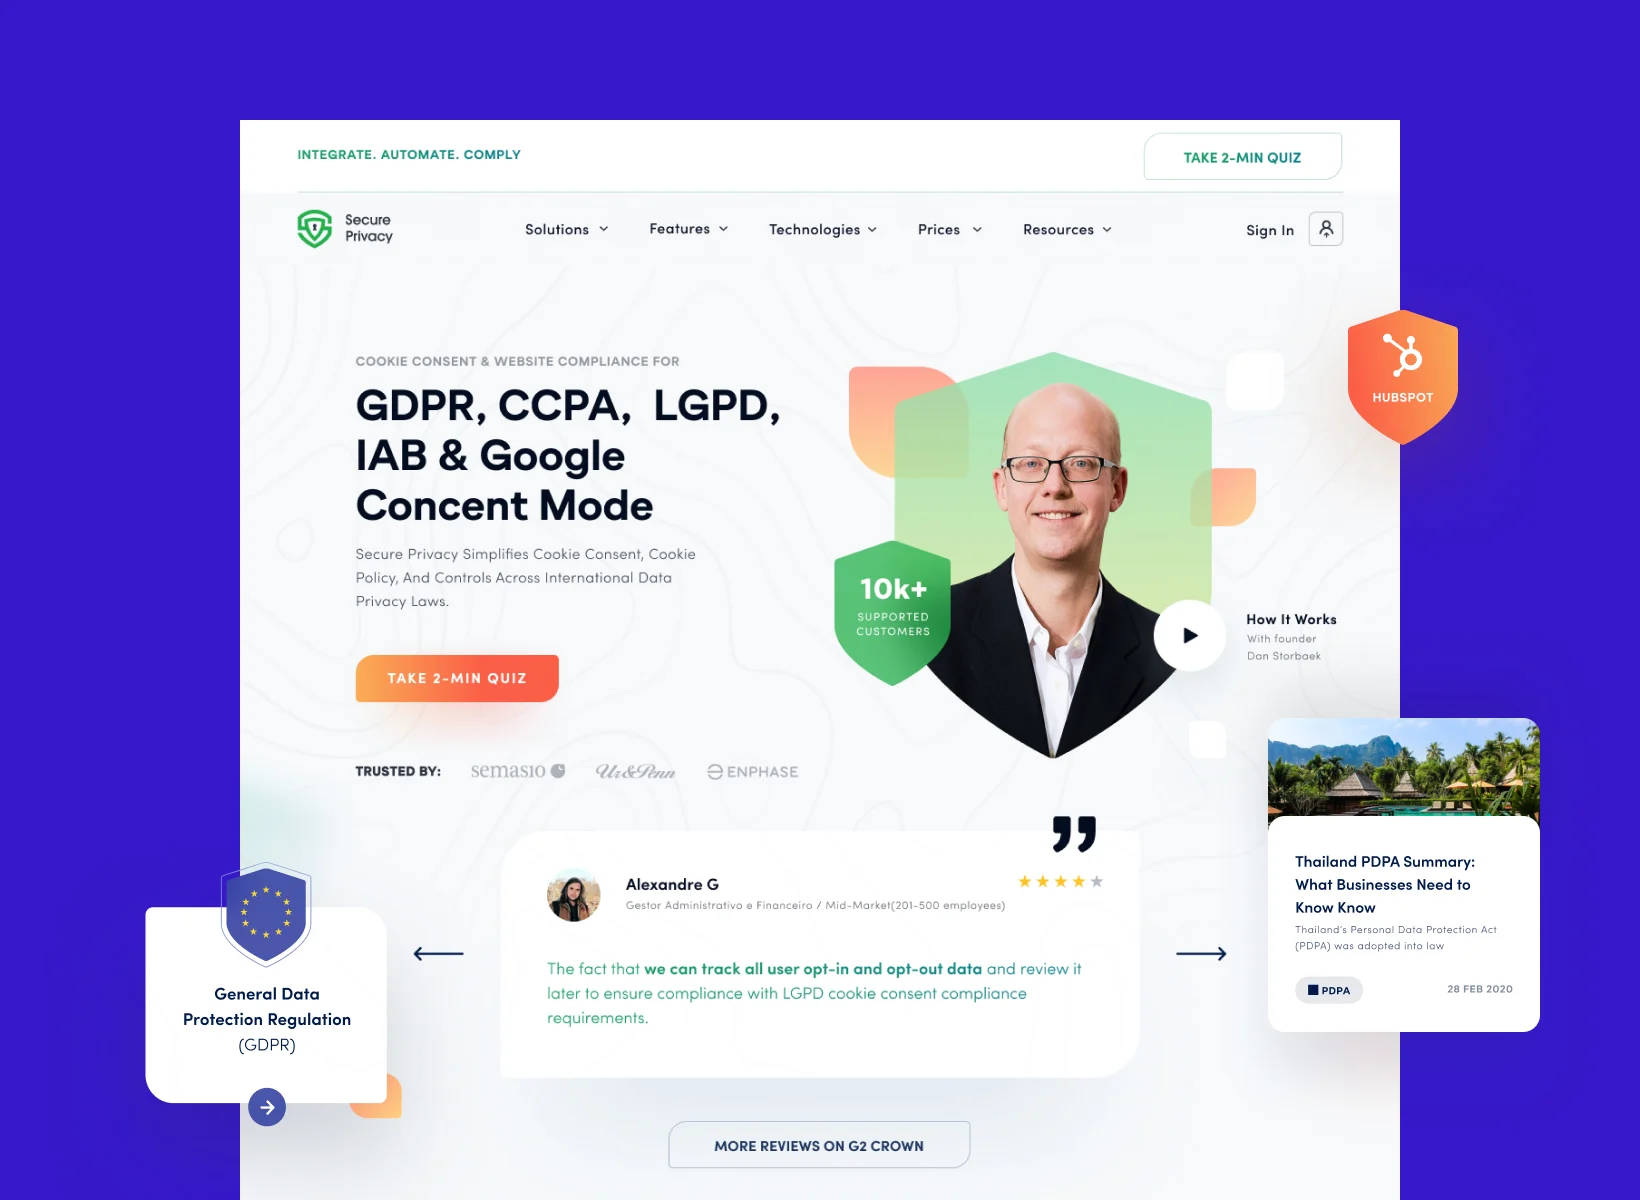 INTEGRATE. AUTOMATE. COMPLY
TAKE 2-MIN QUIZ
Secure
Privacy
Solutions
Features
Technologies
Prices
Resources
Sign In
COOKIE CONSENT & WEBSITE COMPLIANCE FOR
GDPR, CCPA, LGPD,
IAB & Google
Concent Mode
Secure Privacy Simplifies Cookie Consent, Cookie
Policy, And Controls Across International Data
Privacy Laws.
TAKE 2-MIN QUIZ
10k+
SUPPORTED
CUSTOMERS
How It Works
With founder
Dan Storbaek
HUBSPOT
TRUSTED BY:
semasio
Ur&Penn
ENPHASE
”
Alexandre G
Gestor Administrativo e Financeiro / Mid-Market(201-500 employees)
The fact that we can track all user opt-in and opt-out data and review it
later to ensure compliance with LGPD cookie consent compliance
requirements.
General Data
Protection Regulation
(GDPR)
Thailand PDPA Summary:
What Businesses Need to
Know Know
Thailand's Personal Data Protection Act
(PDPA) was adopted into law
PDPA
28 FEB 2020
MORE REVIEWS ON G2 CROWN